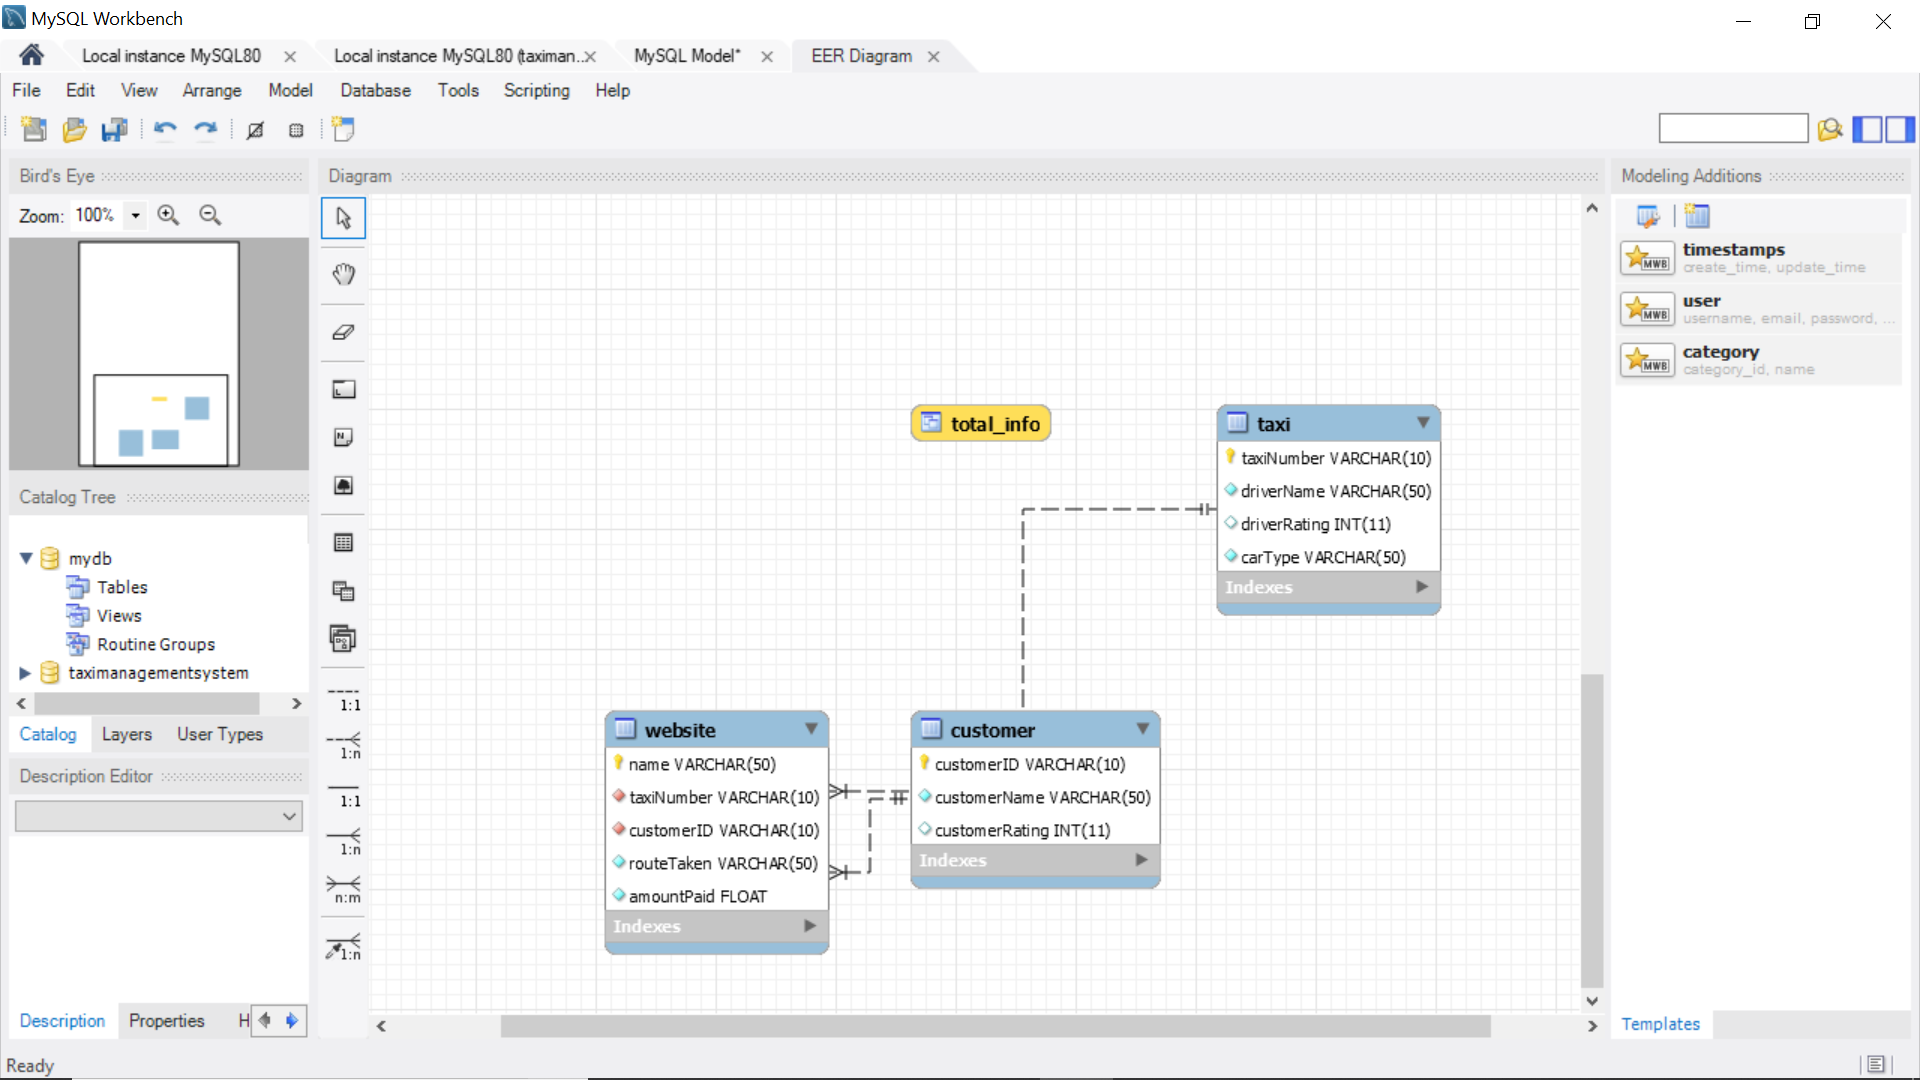 MySQL Workbench
Local instance MySQL80
Local instance MySQL80 (taximan..
MySQL Model*
EER Diagram
File Edit View Arrange Model Database Tools Scripting Help
Bird's Eye
Zoom: 100%
Catalog Tree
mydb
Tables
Views
Routine Groups
taximanagementsystem
Catalog Layers User Types
Description Editor
Description Properties H
Ready
Diagram
1:1
1:n
1:1
1:n
n:m
1:n
total_info
taxi
taxiNumber VARCHAR(10)
driverName VARCHAR(50)
driverRating INT(11)
carType VARCHAR(50)
Indexes
website
name VARCHAR(50)
taxiNumber VARCHAR(10)
customerID VARCHAR(10)
routeTaken VARCHAR(50)
amountPaid FLOAT
Indexes
customer
customerID VARCHAR(10)
customerName VARCHAR(50)
customerRating INT(11)
Indexes
Modeling Additions
MWB
timestamps
create_time, update_time
MWB
user
username, email, password, ...
MWB
category
category_id, name
Templates